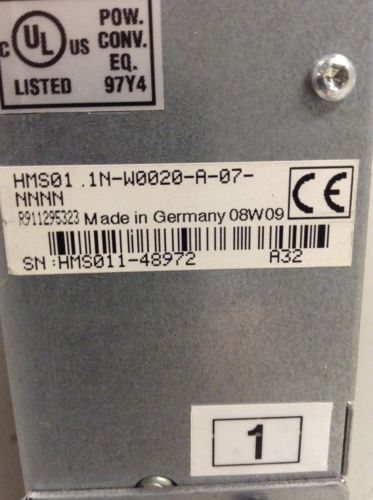 POW.
C UL US CONV.
EQ.
LISTED 97Y4
HMS01.1N-W0020-A-07-
NNNN
CE
R911295323 Made in Germany 08W09
SN:HMS011-48972 A32
1